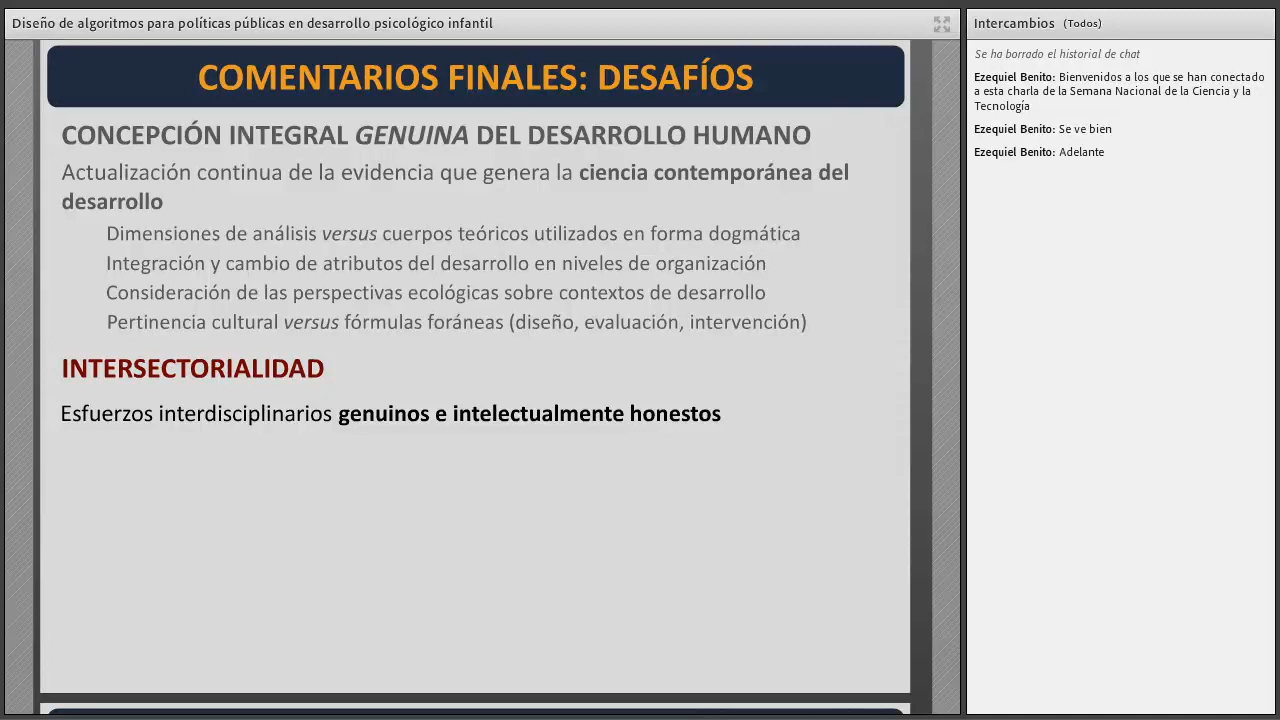 Diseño de algoritmos para políticas públicas en desarrollo psicológico infantil
COMENTARIOS FINALES: DESAFÍOS
CONCEPCIÓN INTEGRAL GENUINA DEL DESARROLLO HUMANO
Actualización continua de la evidencia que genera la ciencia contemporánea del
desarrollo
Dimensiones de análisis versus cuerpos teóricos utilizados en forma dogmática
Integración y cambio de atributos del desarrollo en niveles de organización
Consideración de las perspectivas ecológicas sobre contextos de desarrollo
Pertinencia cultural versus fórmulas foráneas (diseño, evaluación, intervención)
INTERSECTORIALIDAD
Esfuerzos interdisciplinarios genuinos e intelectualmente honestos
Intercambios (Todos)
Se ha borrado el historial de chat
Ezequiel Benito: Bienvenidos a los que se han conectado
a esta charla de la Semana Nacional de la Ciencia y la
Tecnología
Ezequiel Benito: Se ve bien
Ezequiel Benito: Adelante